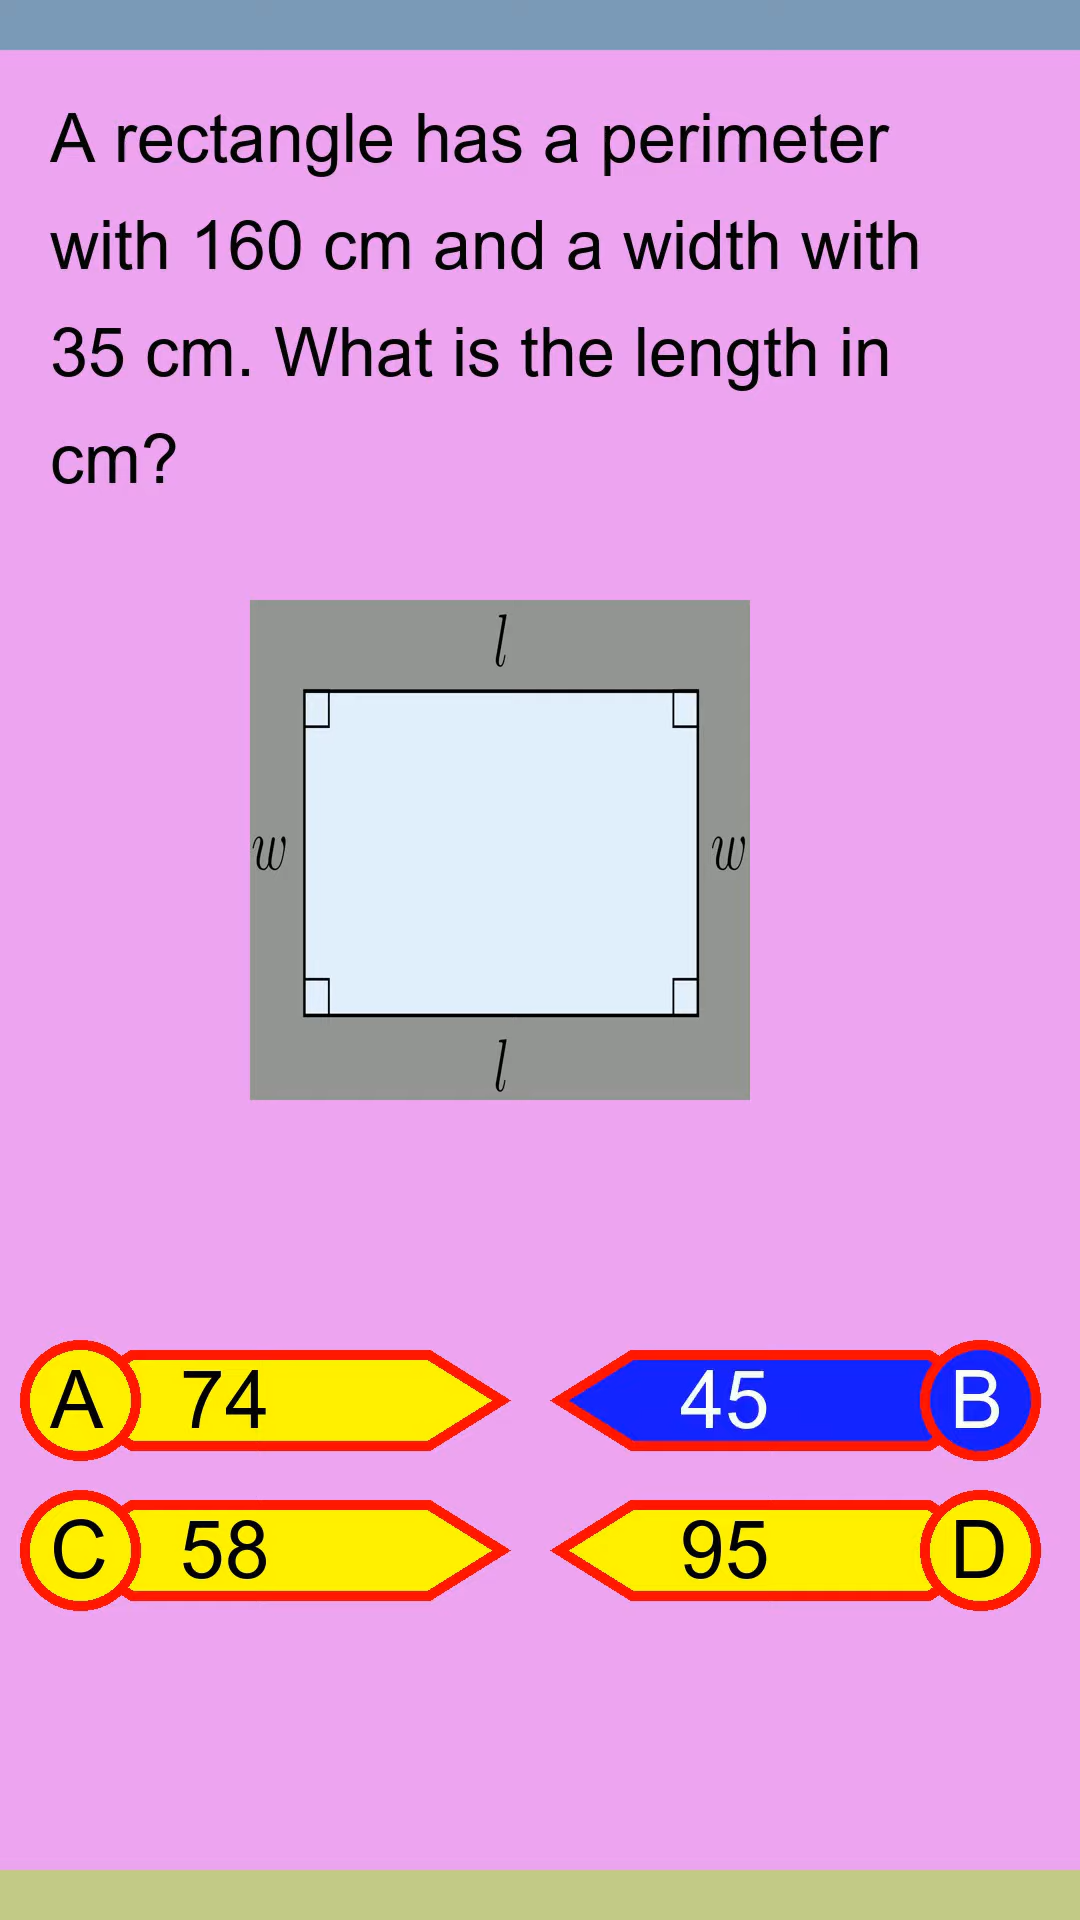 A rectangle has a perimeter
with 160 cm and a width with
35 cm. What is the length in
cm?
l
w w
l
A 74 45 B
C 58 95 D